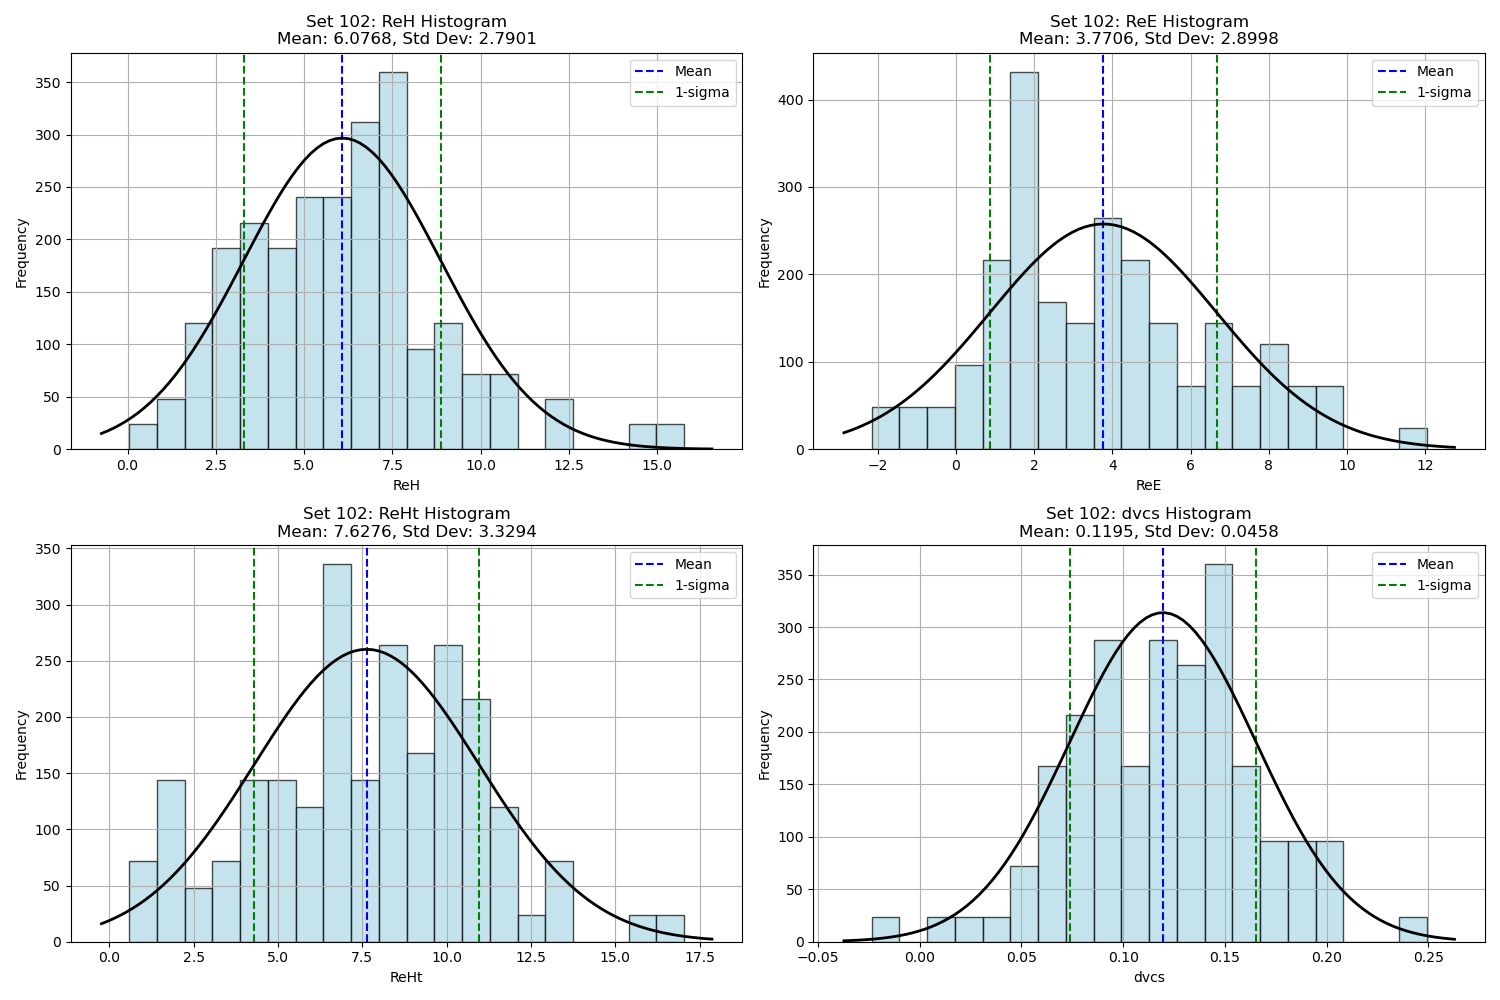 Set 102: ReH Histogram
Mean: 6.0768, Std Dev: 2.7901
Mean
1-sigma
Frequency
350
300
250
200
150
100
50
0
0.0 2.5 5.0 7.5 10.0 12.5 15.0
ReH
Set 102: ReE Histogram
Mean: 3.7706, Std Dev: 2.8998
Mean
1-sigma
Frequency
400
300
200
100
0
−2 0 2 4 6 8 10 12
ReE
Set 102: ReHt Histogram
Mean: 7.6276, Std Dev: 3.3294
Mean
1-sigma
Frequency
350
300
250
200
150
100
50
0
0.0 2.5 5.0 7.5 10.0 12.5 15.0 17.5
ReHt
Set 102: dvcs Histogram
Mean: 0.1195, Std Dev: 0.0458
Mean
1-sigma
Frequency
350
300
250
200
150
100
50
0
−0.05 0.00 0.05 0.10 0.15 0.20 0.25
dvcs